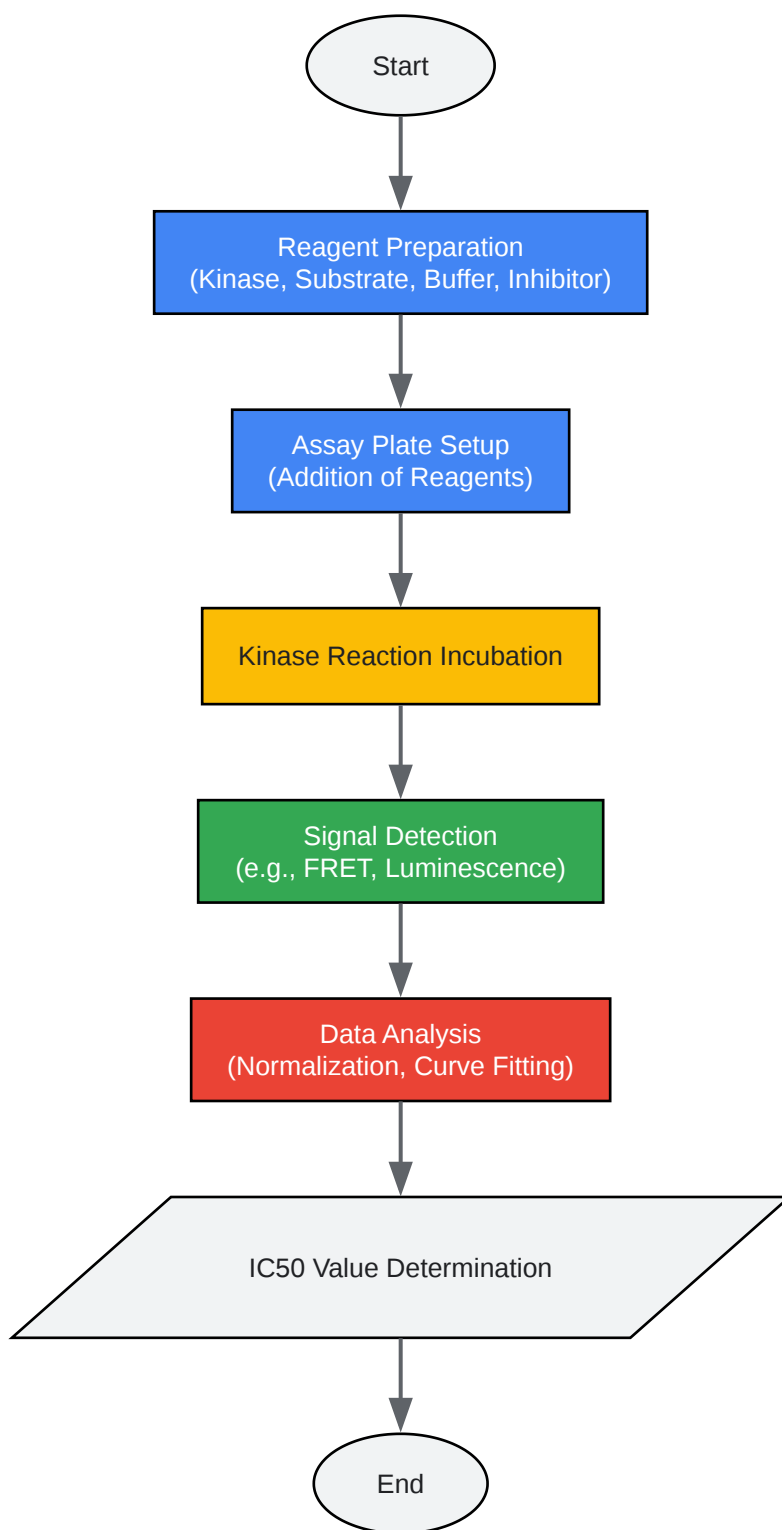 Start
Reagent Preparation
(Kinase, Substrate, Buffer, Inhibitor)
Assay Plate Setup
(Addition of Reagents)
Kinase Reaction Incubation
Signal Detection
(e.g., FRET, Luminescence)
Data Analysis
(Normalization, Curve Fitting)
IC50 Value Determination
End